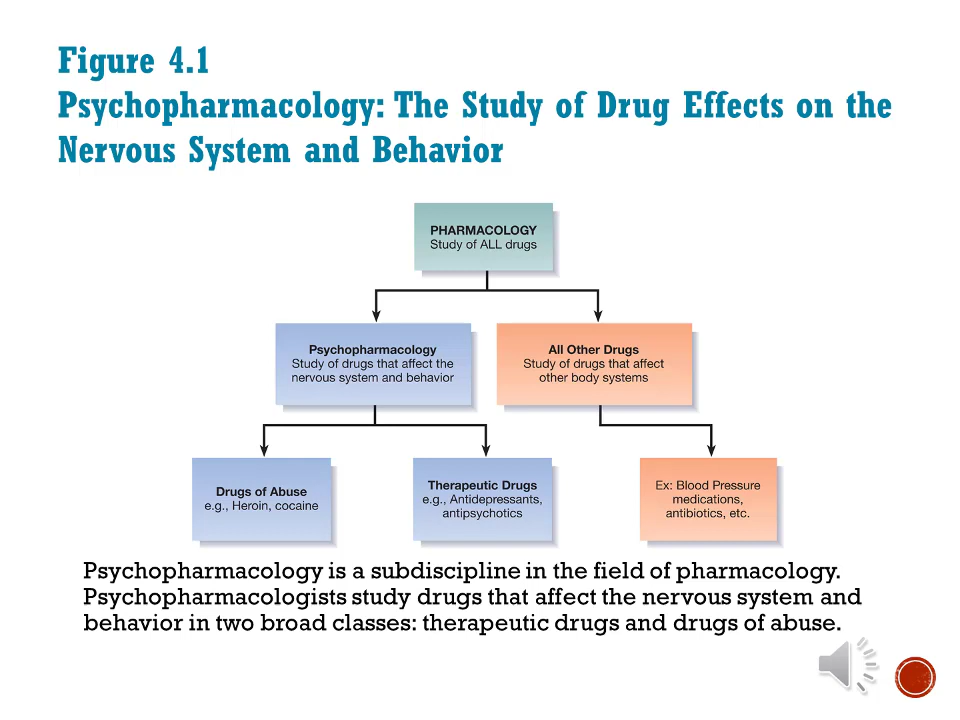 Figure 4.1
Psychopharmacology: The Study of Drug Effects on the
Nervous System and Behavior
PHARMACOLOGY
Study of ALL drugs
Psychopharmacology
Study of drugs that affect the
nervous system and behavior
All Other Drugs
Study of drugs that affect
other body systems
Drugs of Abuse
e.g., Heroin, cocaine
Therapeutic Drugs
e.g., Antidepressants,
antipsychotics
Ex: Blood Pressure
medications,
antibiotics, etc.
Psychopharmacology is a subdiscipline in the field of pharmacology.
Psychopharmacologists study drugs that affect the nervous system and
behavior in two broad classes: therapeutic drugs and drugs of abuse.